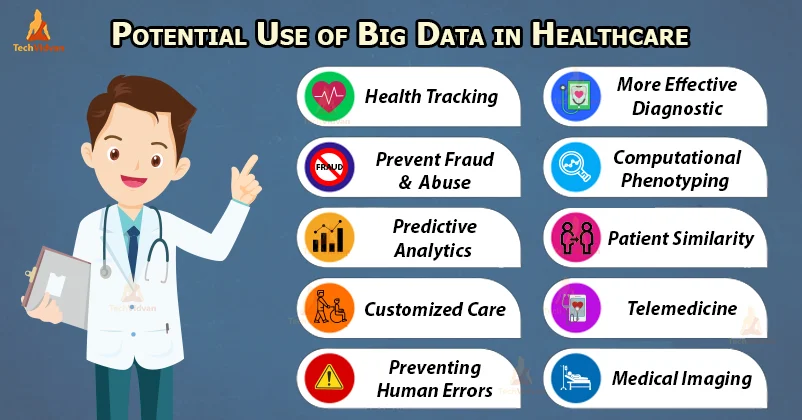 TechVidvan
POTENTIAL USE OF BIG DATA IN HEALTHCARE
Health Tracking
FRAUD
Prevent Fraud
& Abuse
Predictive
Analytics
Customized Care
Preventing
Human Errors
More Effective
Diagnostic
Computational
Phenotyping
Patient Similarity
Telemedicine
Medical Imaging
TechVidvan